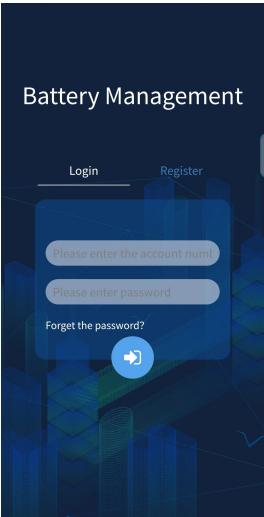 Battery Management
Login
Register
Please enter the account numl
Please enter password
Forget the password?